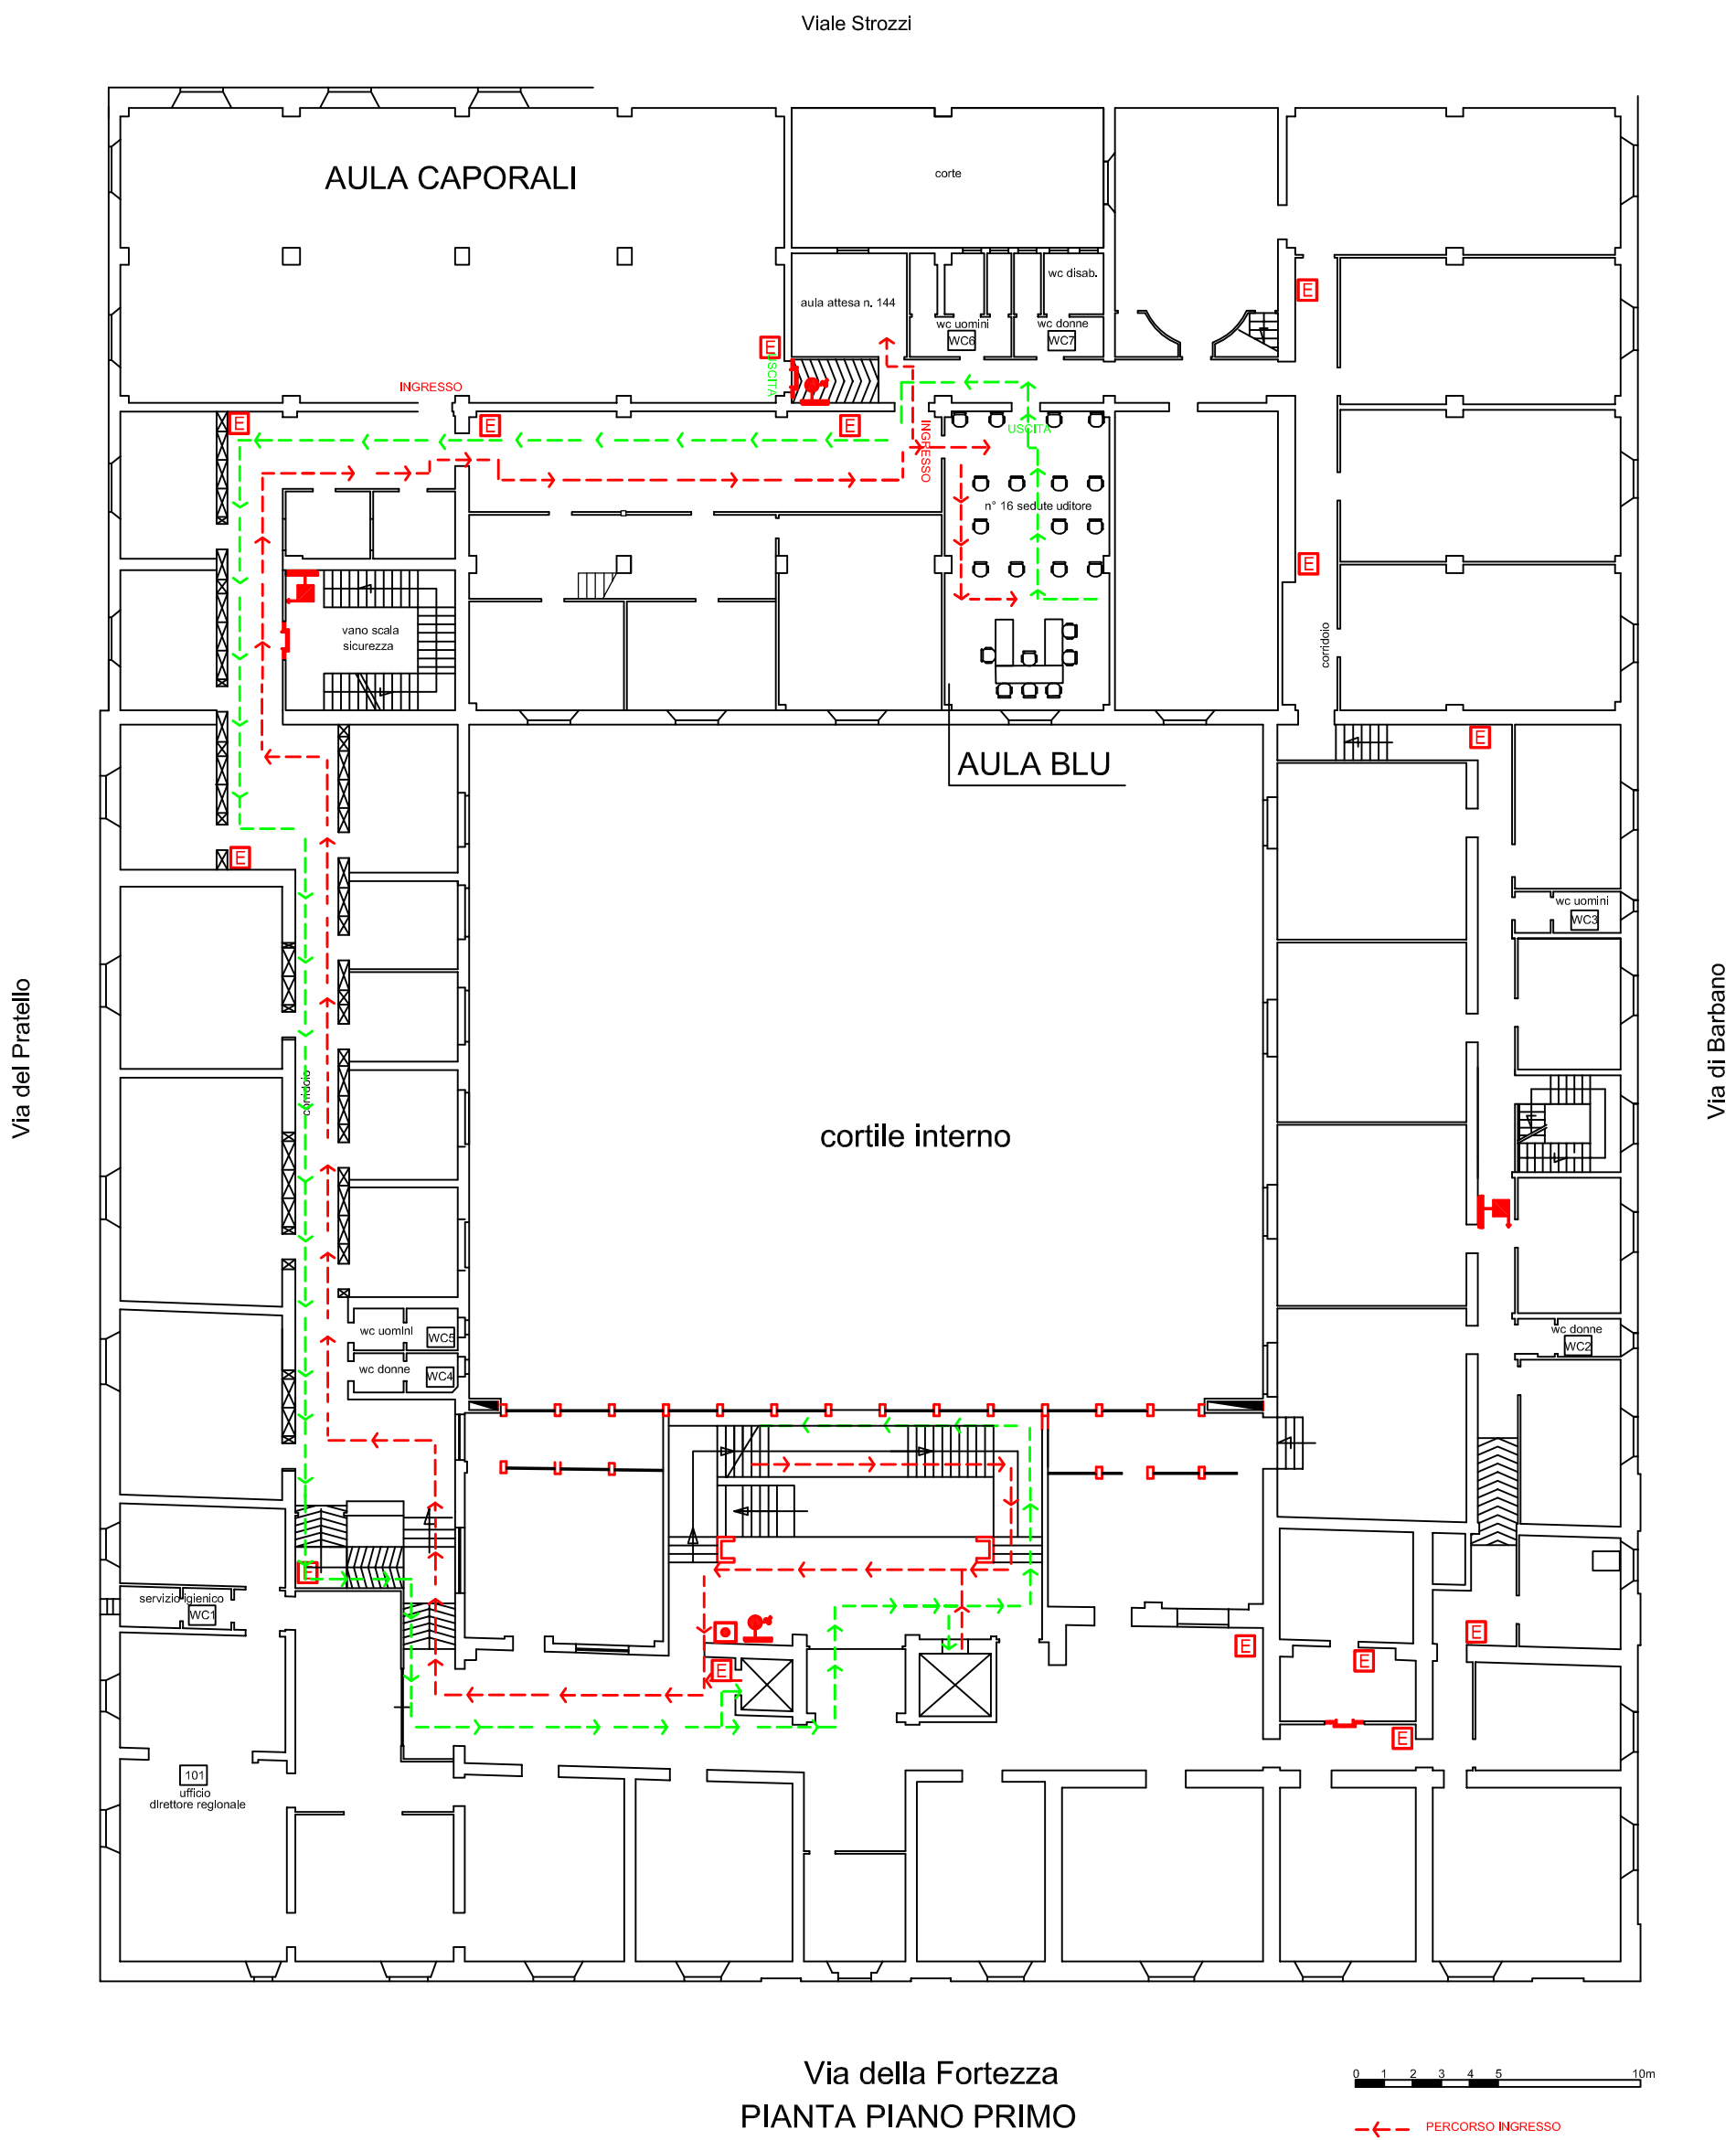 Viale Strozzi
AULA CAPORALI
corte
E
wc disab.
aula attesa n. 144
wc uomini
WC6
wc donne
WC7
E
USCITA
INGRESSO
E
E
E
INGRESSO
USCITA
n° 16 sedute uditore
E
vano scala
sicurezza
corridoio
E
AULA BLU
E
wc uomini
WC3
Via del Pratello
Via di Barbano
corridoio
cortile interno
wc uomini
WC5
wc donne
WC4
wc donne
WC2
E
servizio igienico
WC1
E
E
E
E
E
101
ufficio
direttore regionale
Via della Fortezza
PIANTA PIANO PRIMO
0 1 2 3 4 5 10m
PERCORSO INGRESSO